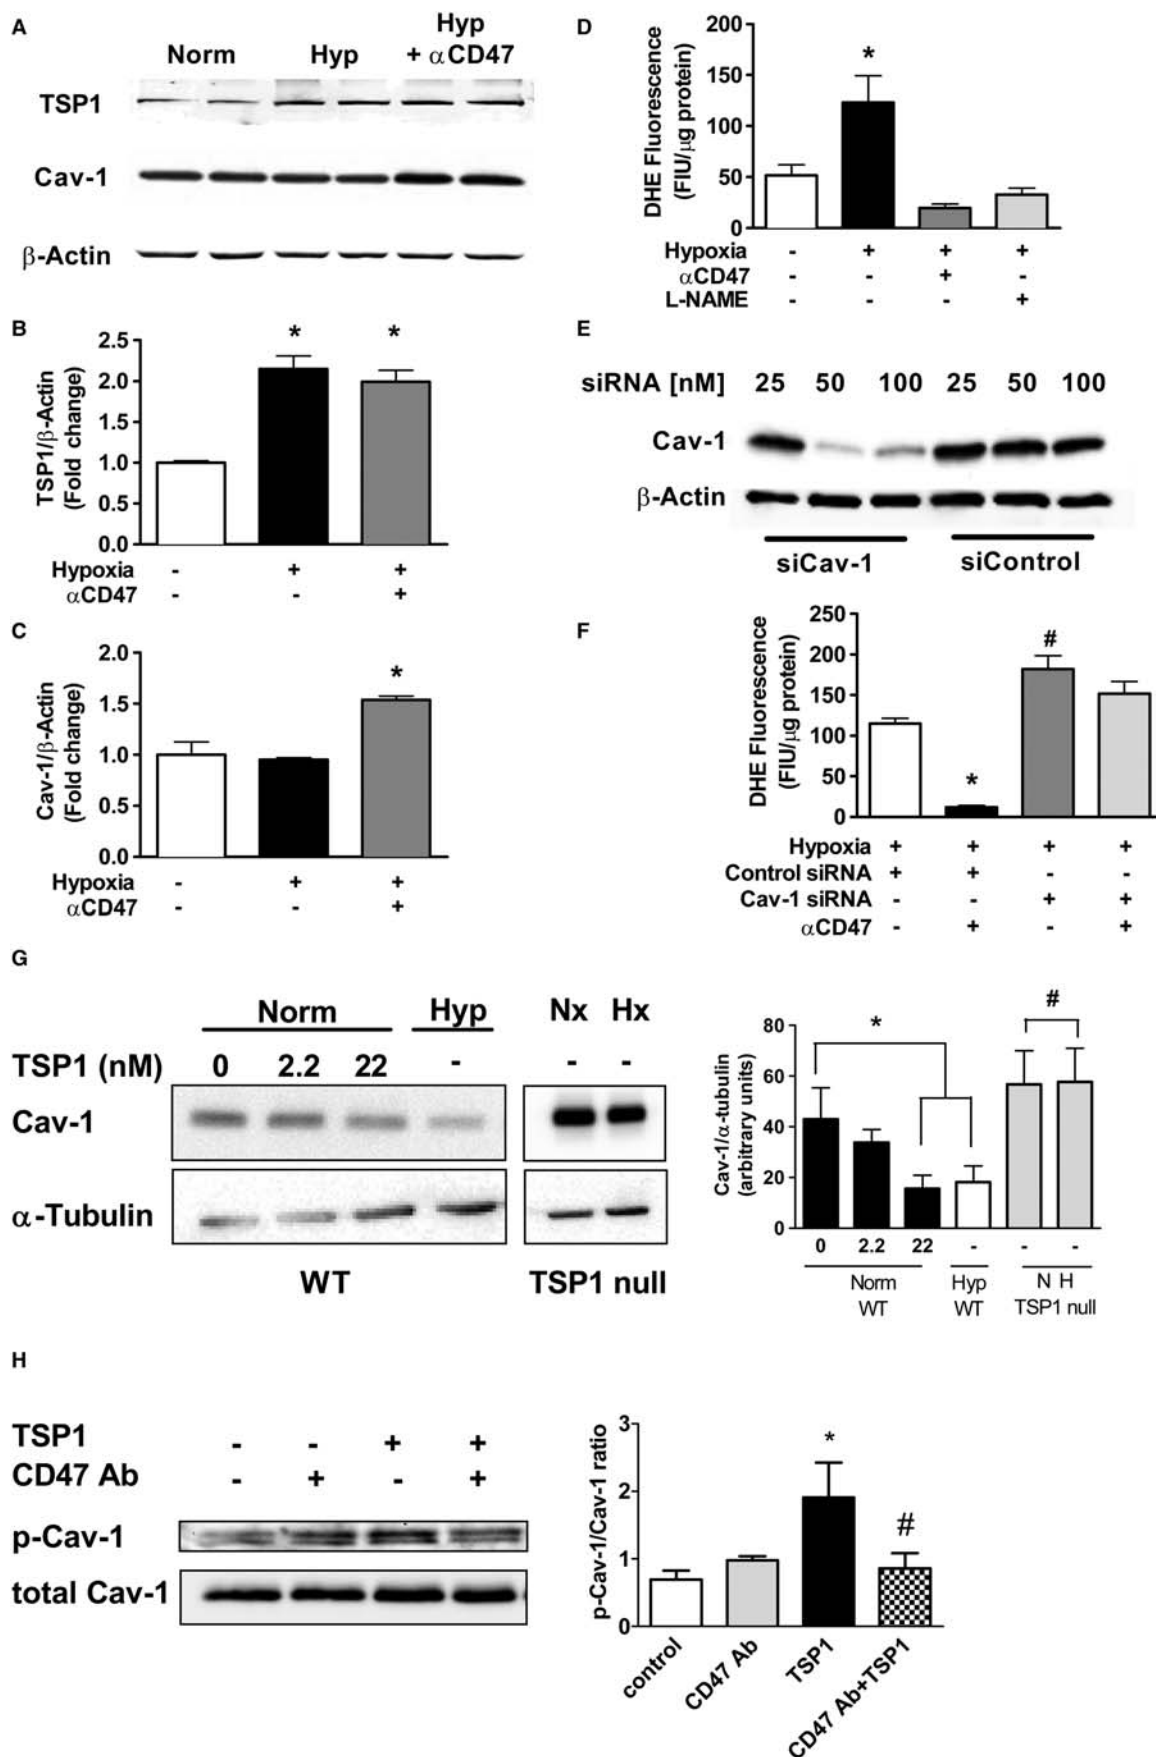 A
Norm Hyp Hyp + αCD47
TSP1
Cav-1
β-Actin
B
TSP1/β-Actin
(Fold change)
2.5
2.0
1.5
1.0
0.5
0.0
* *
Hypoxia - + +
αCD47 - - +
C
Cav-1/β-Actin
(Fold change)
2.0
1.5
1.0
0.5
0.0
*
Hypoxia - + +
αCD47 - - +
D
DHE Fluorescence
(FIU/μg protein)
200
150
100
50
0
*
Hypoxia - + + +
αCD47 - - + -
L-NAME - - - +
E
siRNA [nM] 25 50 100 25 50 100
Cav-1
β-Actin
siCav-1 siControl
F
DHE Fluorescence
(FIU/μg protein)
250
200
150
100
50
0
* #
Hypoxia + + + +
Control siRNA + + - -
Cav-1 siRNA - - + +
αCD47 - + - +
G
Norm Hyp Nx Hx
TSP1 (nM) 0 2.2 22 - - -
Cav-1
α-Tubulin
WT TSP1 null
Cav-1/α-tubulin
(arbitrary units)
80
60
40
20
0
* #
0 2.2 22 - - -
Norm Hyp N H
WT WT TSP1 null
H
TSP1 - - + +
CD47 Ab - + - +
p-Cav-1
total Cav-1
p-Cav-1/Cav-1 ratio
3
2
1
0
* #
control
CD47 Ab
TSP1
CD47 Ab+TSP1